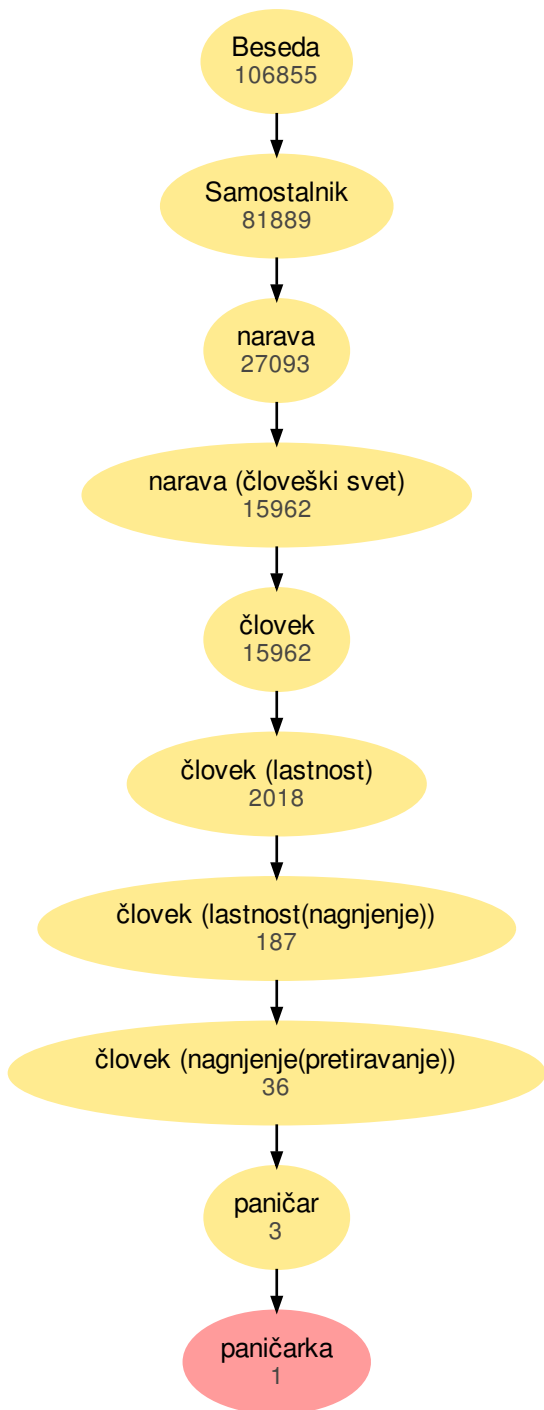 Beseda
106855
Samostalnik
81889
narava
27093
narava (človeški svet)
15962
človek
15962
človek (lastnost)
2018
človek (lastnost(nagnjenje))
187
človek (nagnjenje(pretiravanje))
36
paničar
3
paničarka
1